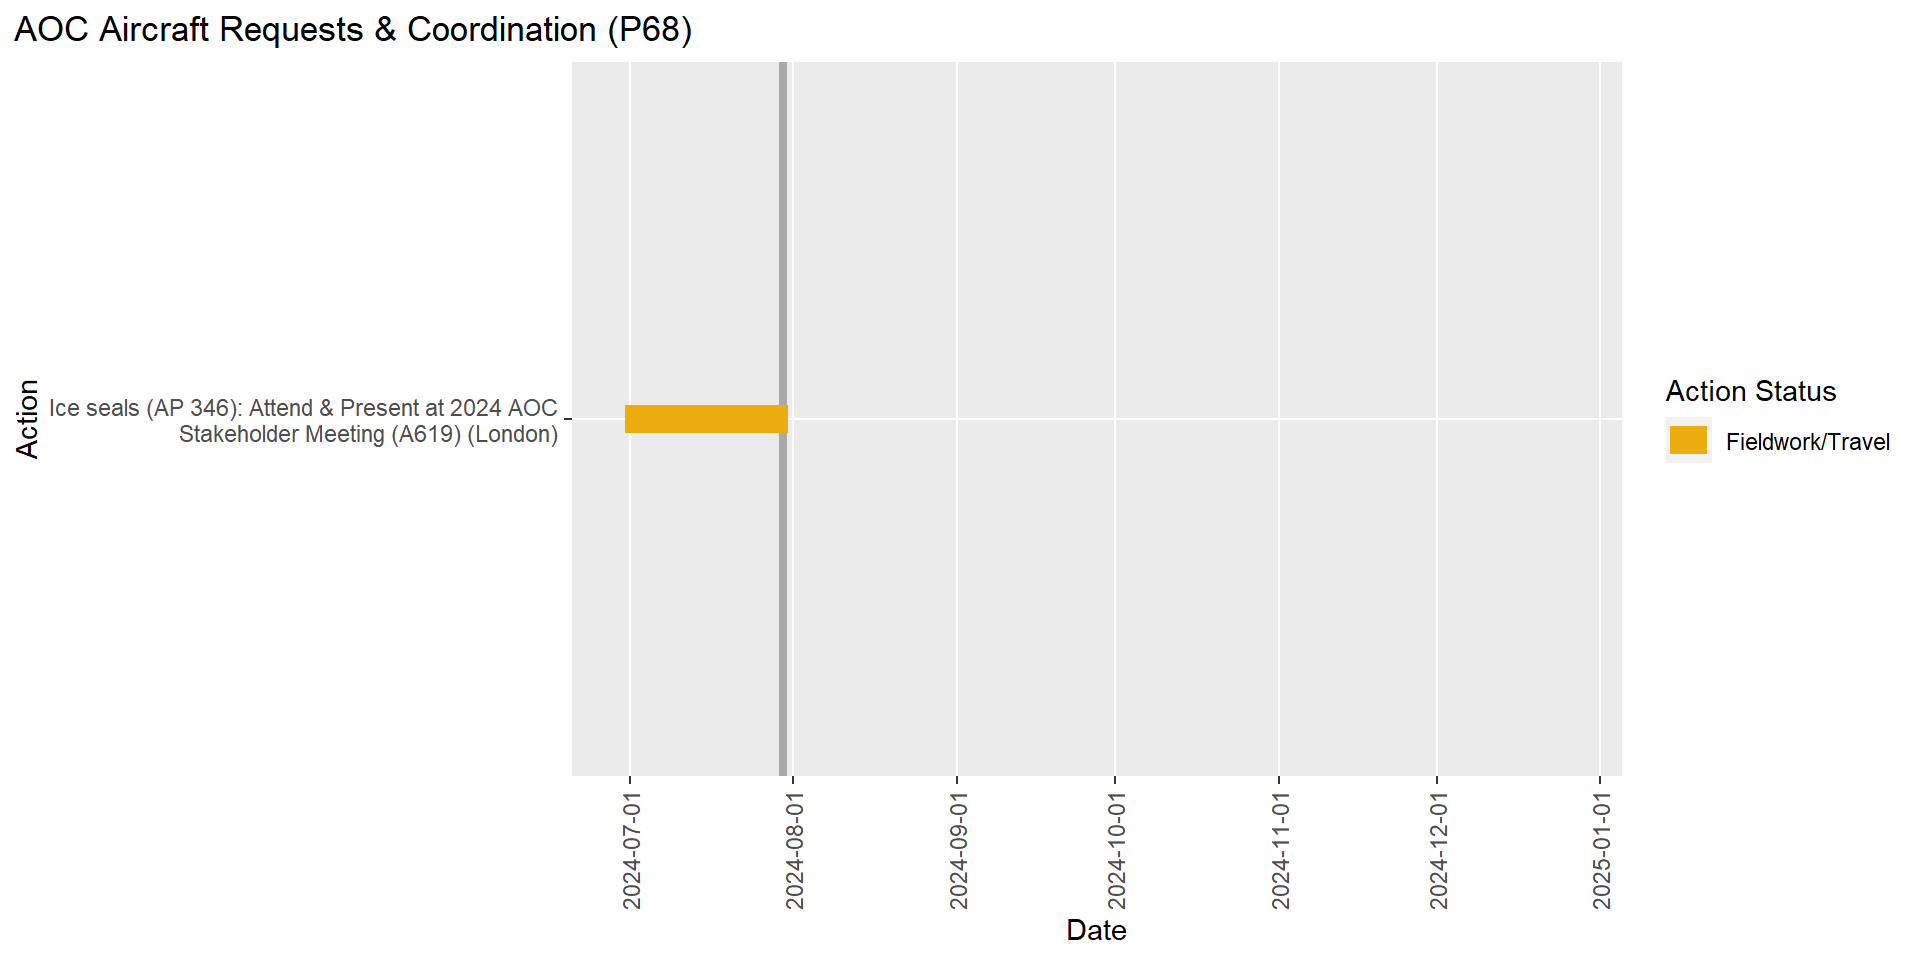 AOC Aircraft Requests & Coordination (P68)
Action
Ice seals (AP 346): Attend & Present at 2024 AOC
Stakeholder Meeting (A619) (London)
2024-07-01
2024-08-01
2024-09-01
2024-10-01
2024-11-01
2024-12-01
2025-01-01
Date
Action Status
Fieldwork/Travel